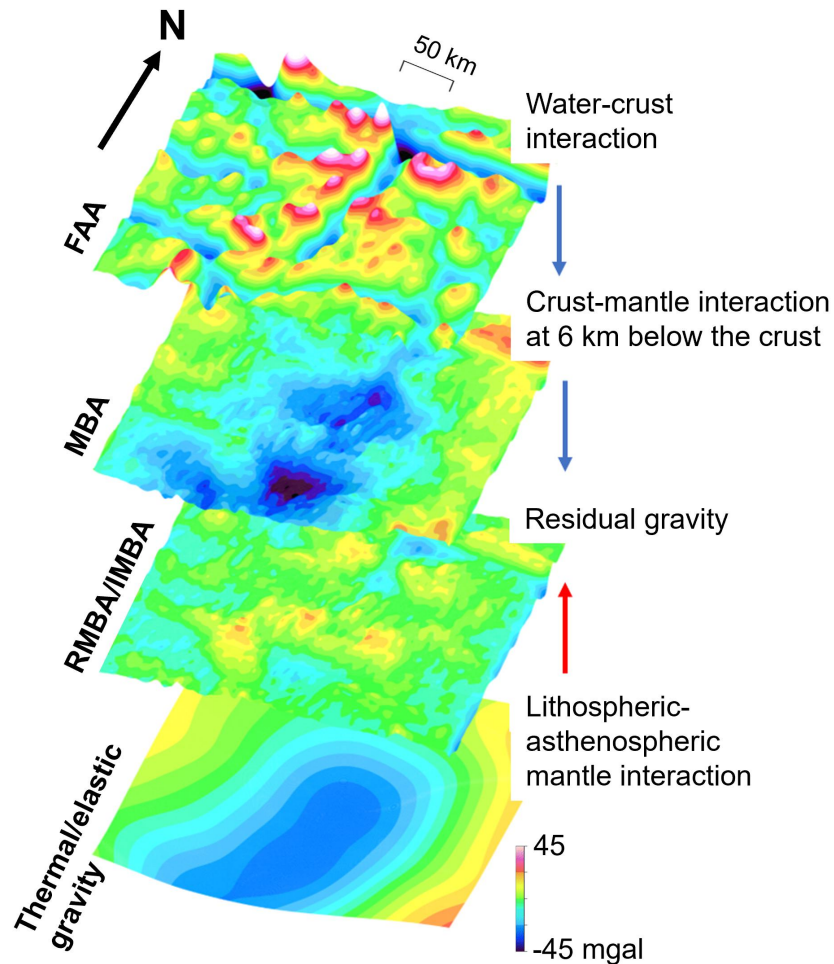 N
50 km
Water-crust
interaction
FAA
Crust-mantle interaction
at 6 km below the crust
MBA
Residual gravity
RMBA/IMBA
Lithospheric-
asthenospheric
mantle interaction
Thermal/elastic
gravity
45
-45 mgal